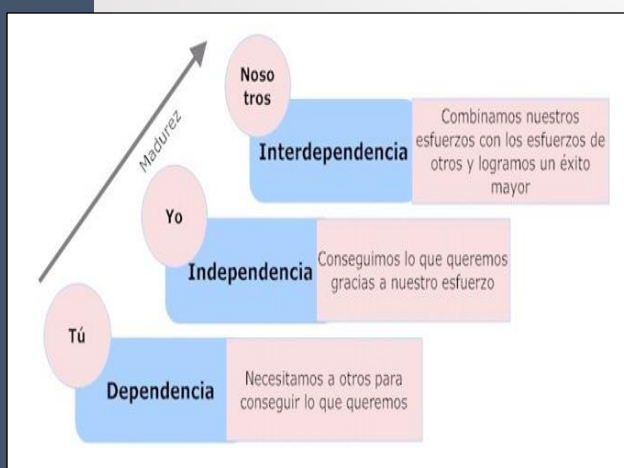 Noso
tros
Interdependencia
Combinamos nuestros
esfuerzos con los esfuerzos de
otros y logramos un éxito
mayor
Madurez
Yo
Independencia
Conseguimos lo que queremos
gracias a nuestro esfuerzo
Tú
Dependencia
Necesitamos a otros para
conseguir lo que queremos